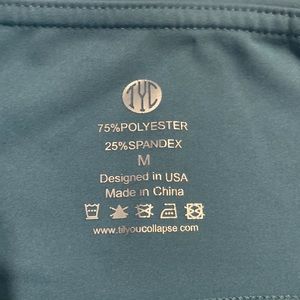 TYC
75%POLYESTER
25%SPANDEX
M
Designed in USA
Made in China
www.tilyoucollapse.com